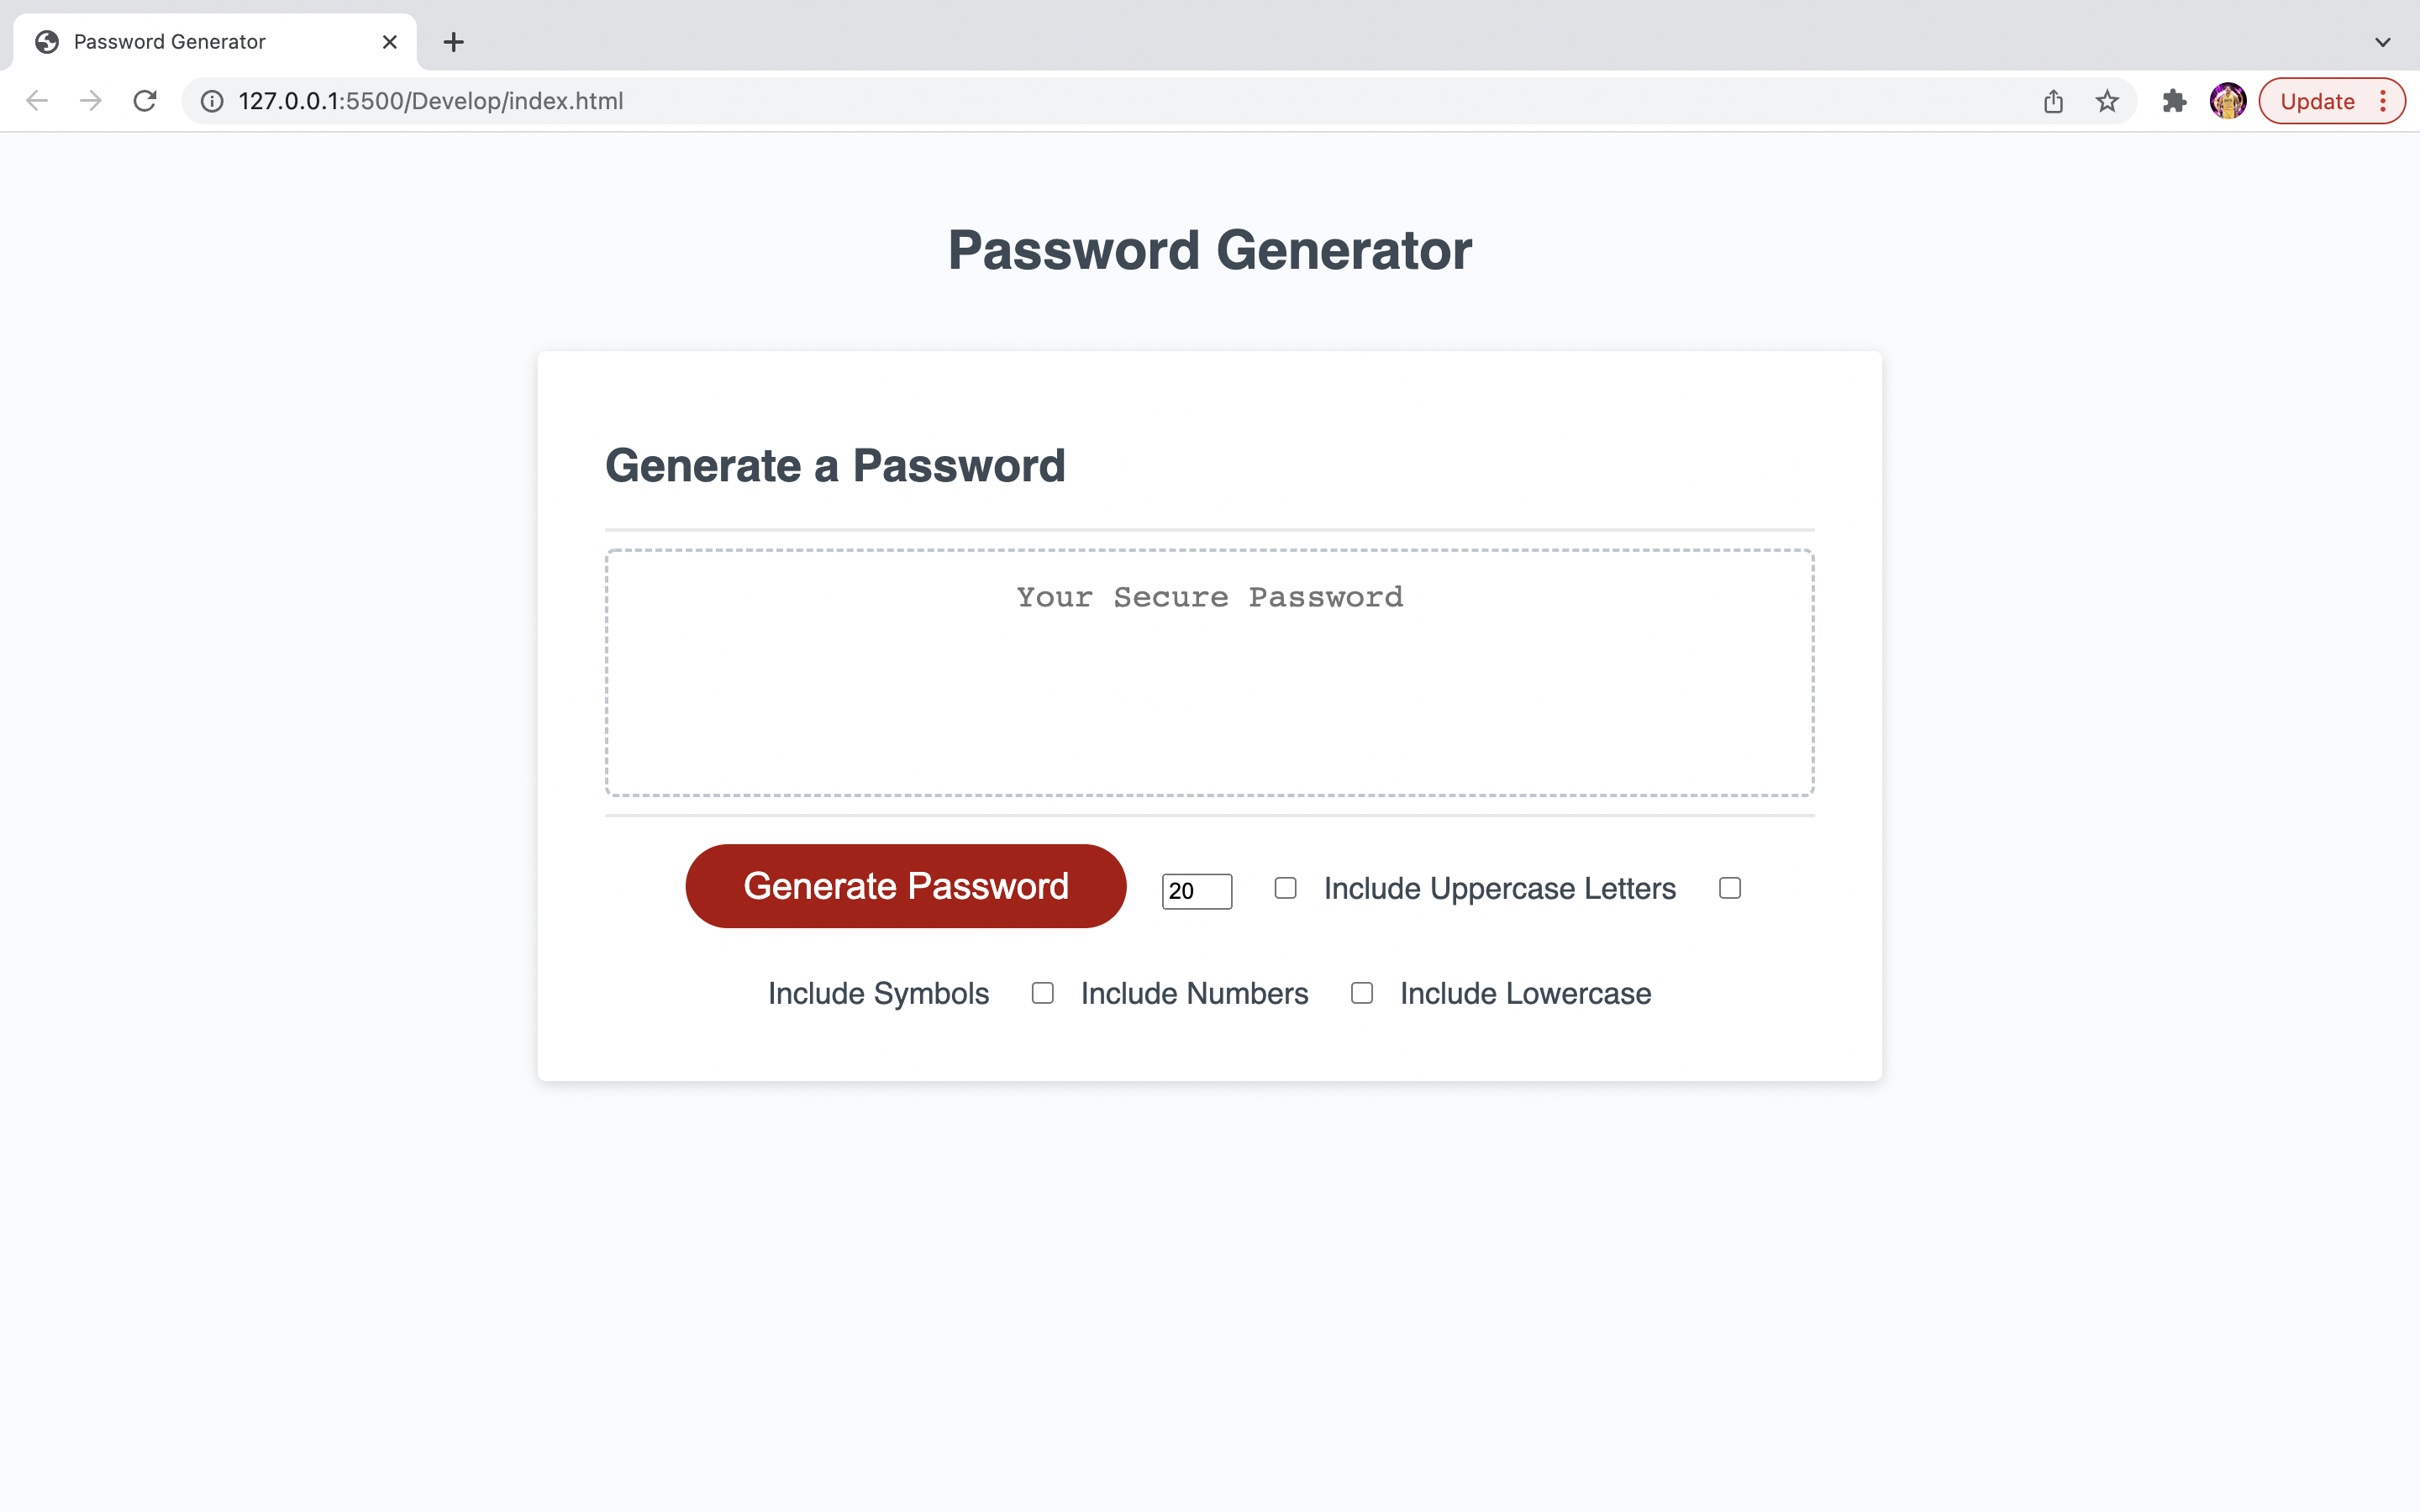 Password Generator
127.0.0.1:5500/Develop/index.html
Update
Password Generator
Generate a Password
Your Secure Password
Generate Password 20 Include Uppercase Letters
Include Symbols Include Numbers Include Lowercase